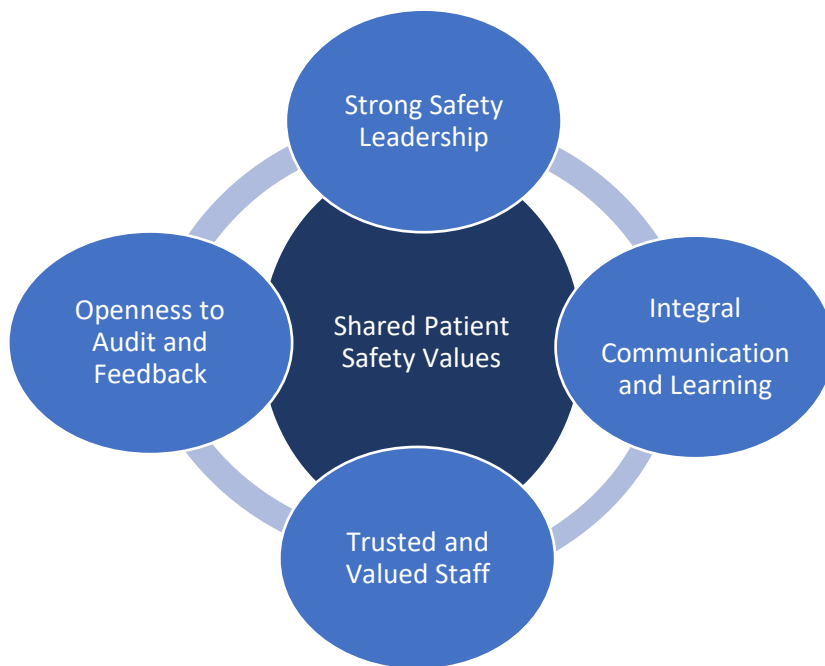 Strong Safety
Leadership
Openness to
Audit and
Feedback
Shared Patient
Safety Values
Integral
Communication
and Learning
Trusted and
Valued Staff